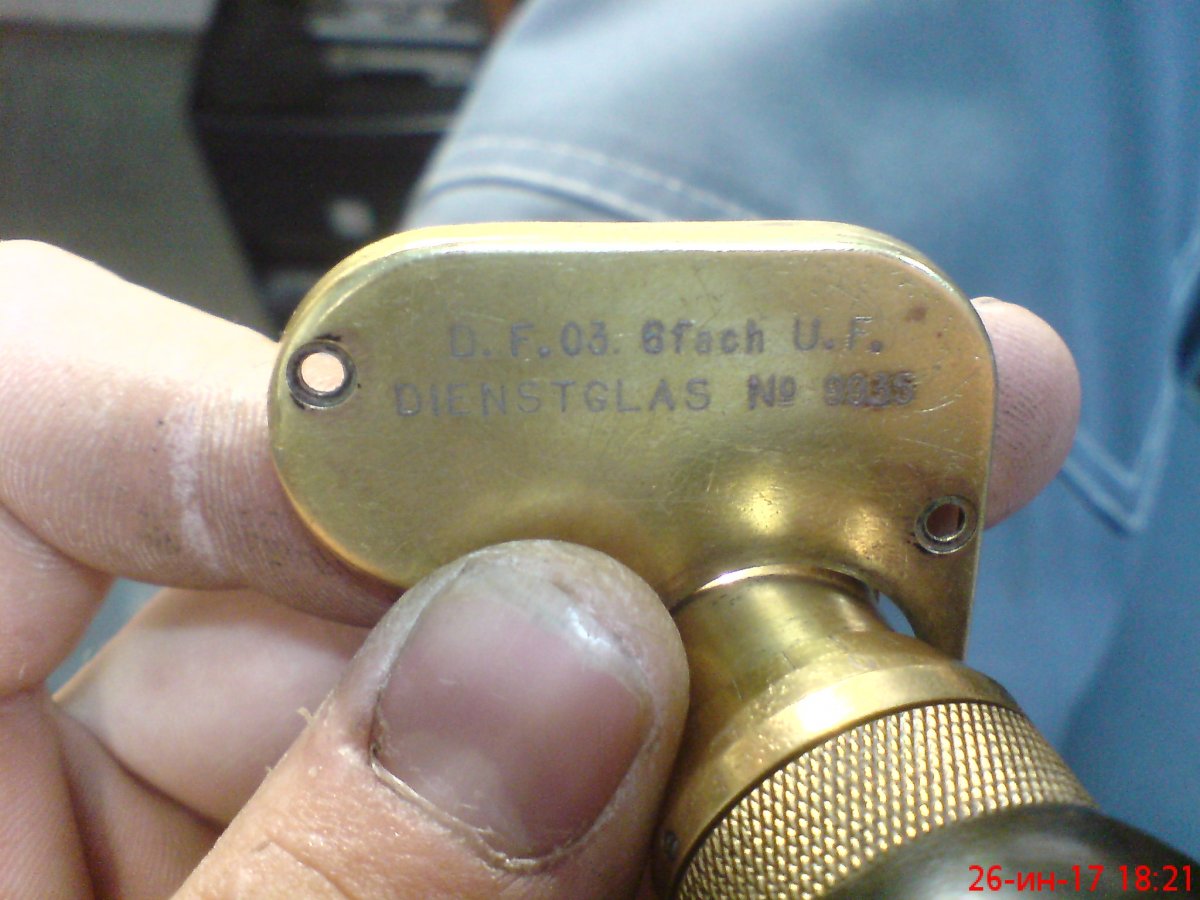 D. F. 03. 6fach U. F.
DIENSTGLAS No
26-ин-17 18:21